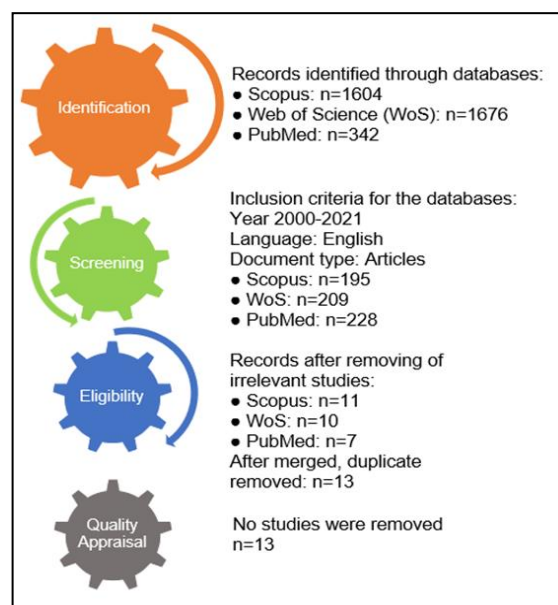 Identification
Records identified through databases:
● Scopus: n=1604
● Web of Science (WoS): n=1676
● PubMed: n=342
Screening
Inclusion criteria for the databases:
Year 2000-2021
Language: English
Document type: Articles
● Scopus: n=195
● WoS: n=209
● PubMed: n=228
Eligibility
Records after removing of
irrelevant studies:
● Scopus: n=11
● WoS: n=10
● PubMed: n=7
After merged, duplicate
removed: n=13
Quality
Appraisal
No studies were removed
n=13